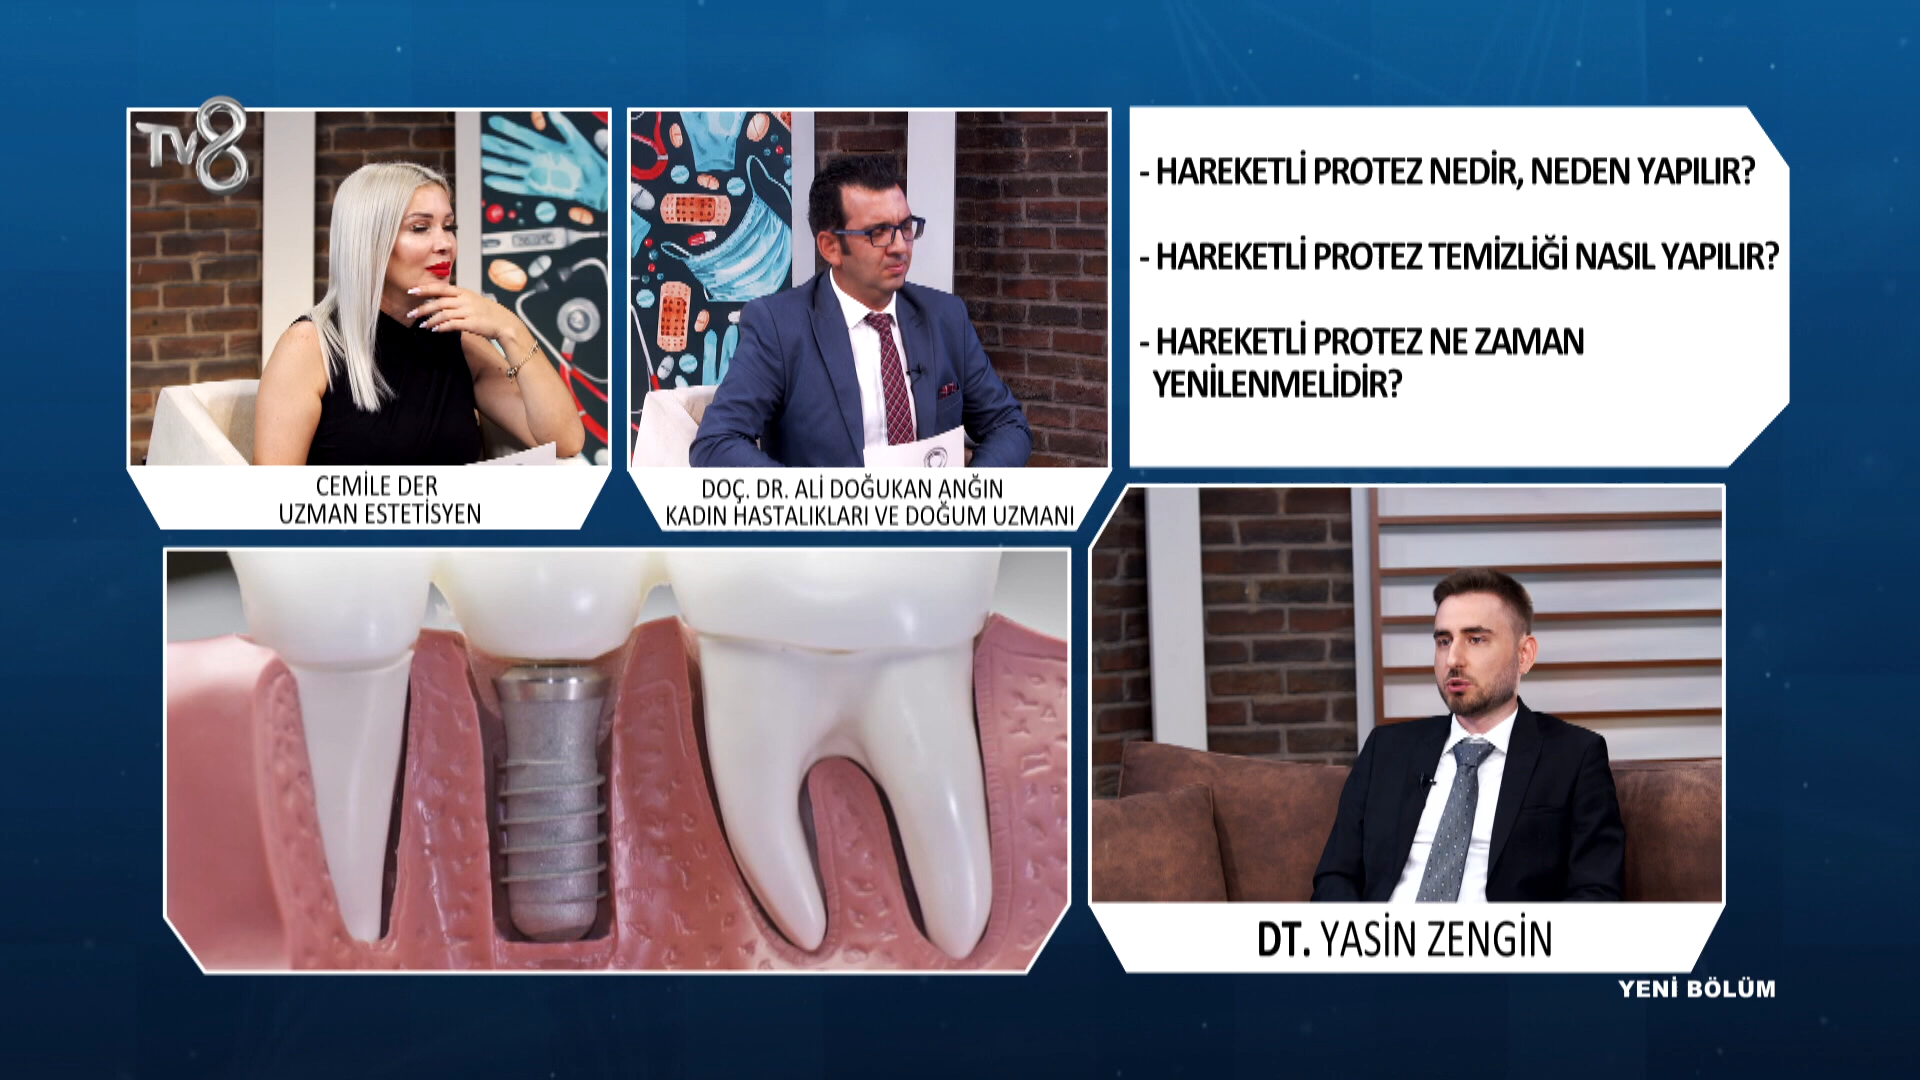 TV8
- HAREKETLİ PROTEZ NEDİR, NEDEN YAPILIR?
- HAREKETLİ PROTEZ TEMİZLİĞİ NASIL YAPILIR?
- HAREKETLİ PROTEZ NE ZAMAN
YENİLENMELİDİR?
CEMİLE DER
UZMAN ESTETİSYEN
DOÇ. DR. ALİ DOĞUKAN ANĞIN
KADIN HASTALIKLARI VE DOĞUM UZMANI
DT. YASİN ZENGİN
YENİ BÖLÜM